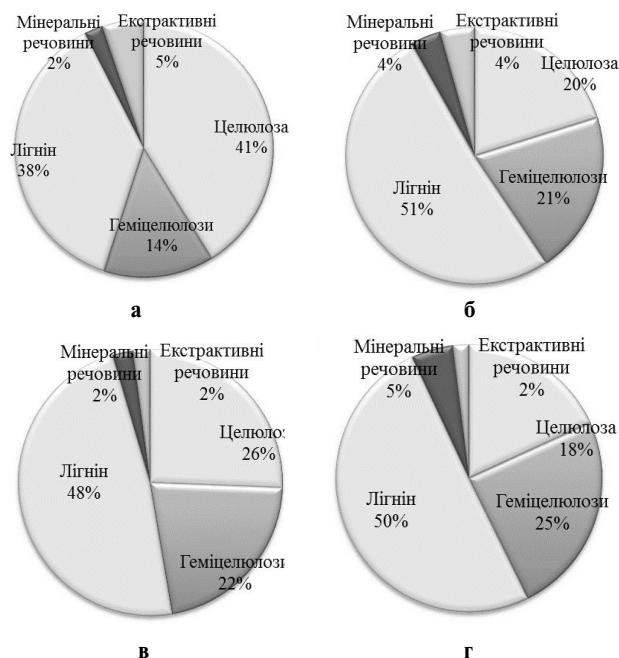 Мінеральні
речовини
2%
Екстрактивні
речовини
5%
Целюлоза
41%
Лігнін
38%
Геміцелюлози
14%
а
Мінеральні
речовини
4%
Екстрактивні
речовини
4%
Целюлоза
20%
Геміцелюлози
21%
Лігнін
51%
б
Мінеральні
речовини
2%
Екстрактивні
речовини
2%
Целюлоз
26%
Лігнін
48%
Геміцелюлози
22%
в
Мінеральні
речовини
5%
Екстрактивні
речовини
2%
Целюлоза
18%
Лігнін
50%
Геміцелюлози
25%
г